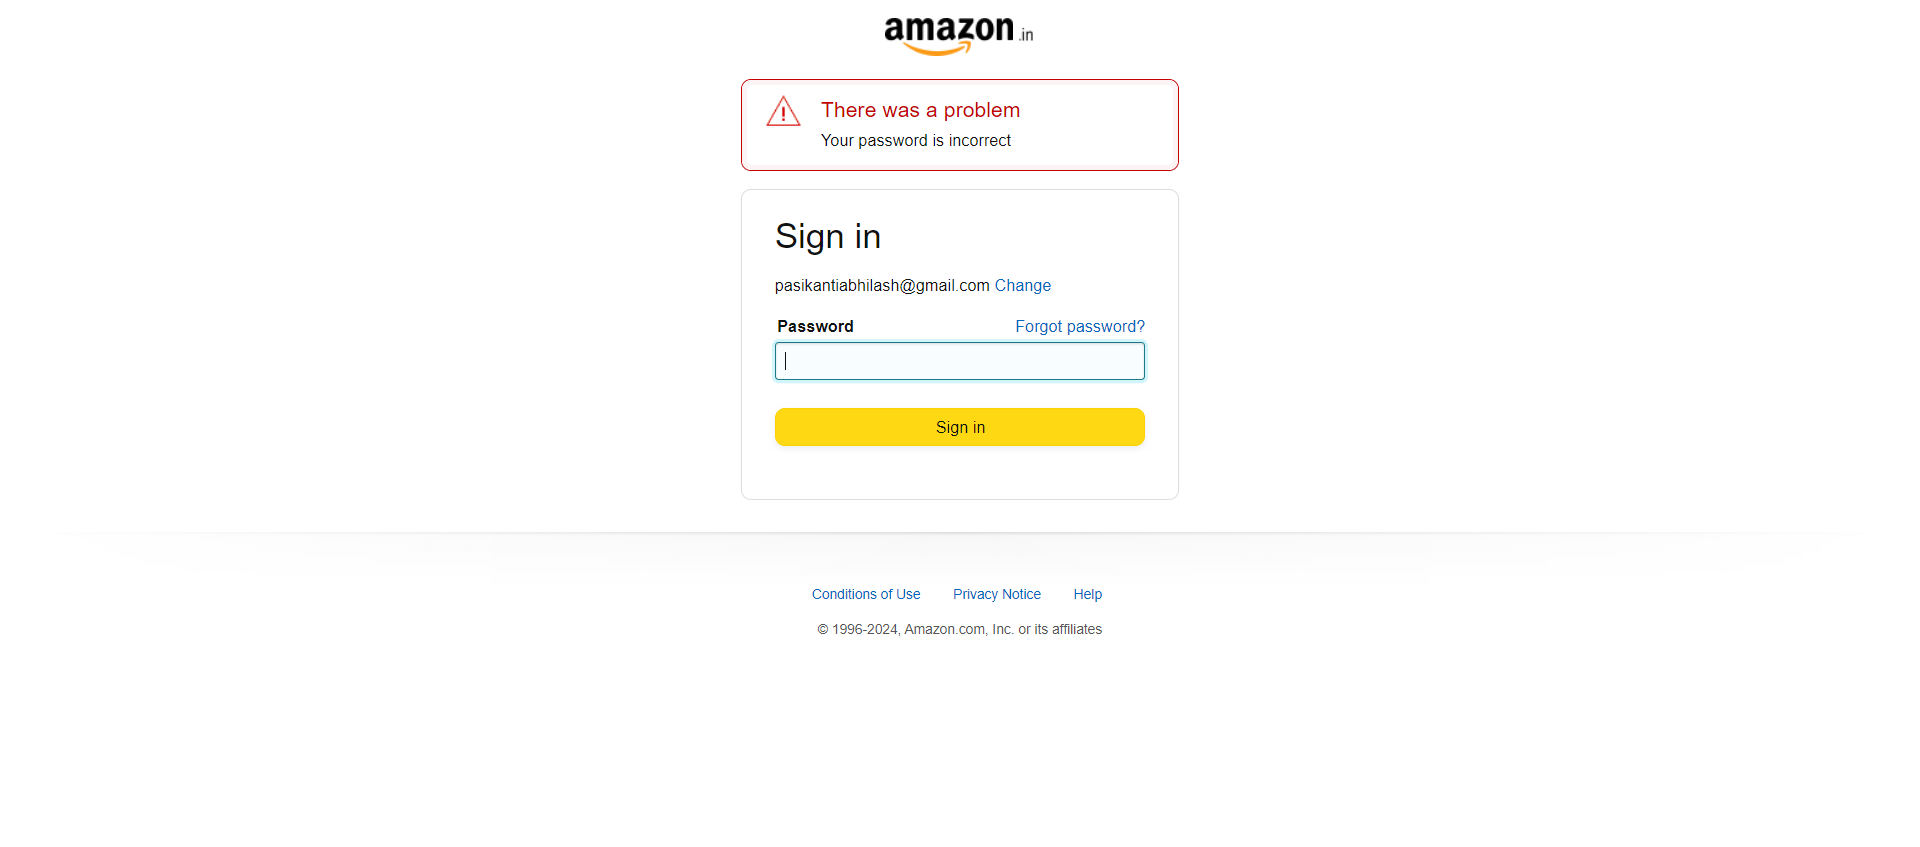 amazon.in
There was a problem
Your password is incorrect
Sign in
pasikantiabhilash@gmail.com Change
Password Forgot password?
Sign in
Conditions of Use Privacy Notice Help
© 1996-2024, Amazon.com, Inc. or its affiliates